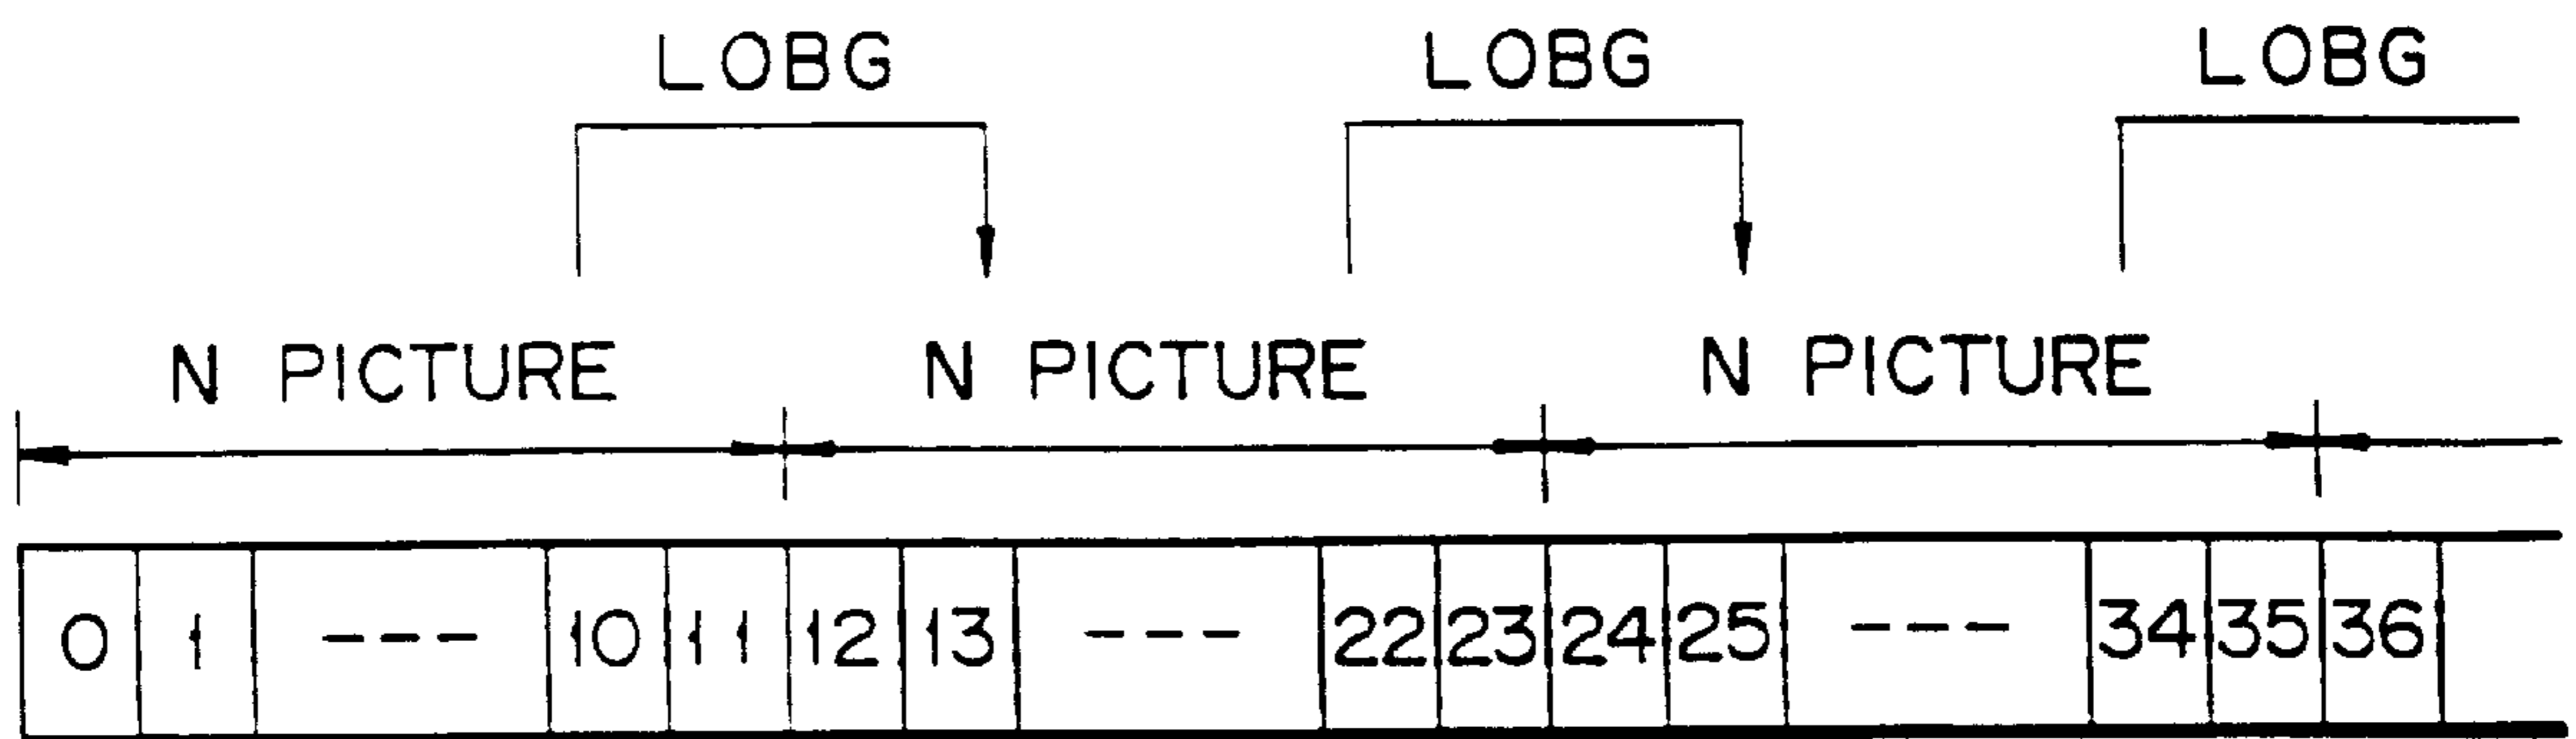 LOBG LOBG LOBG
N PICTURE N PICTURE N PICTURE
0 1 --- 10 11 12 13 --- 22 23 24 25 --- 34 35 36